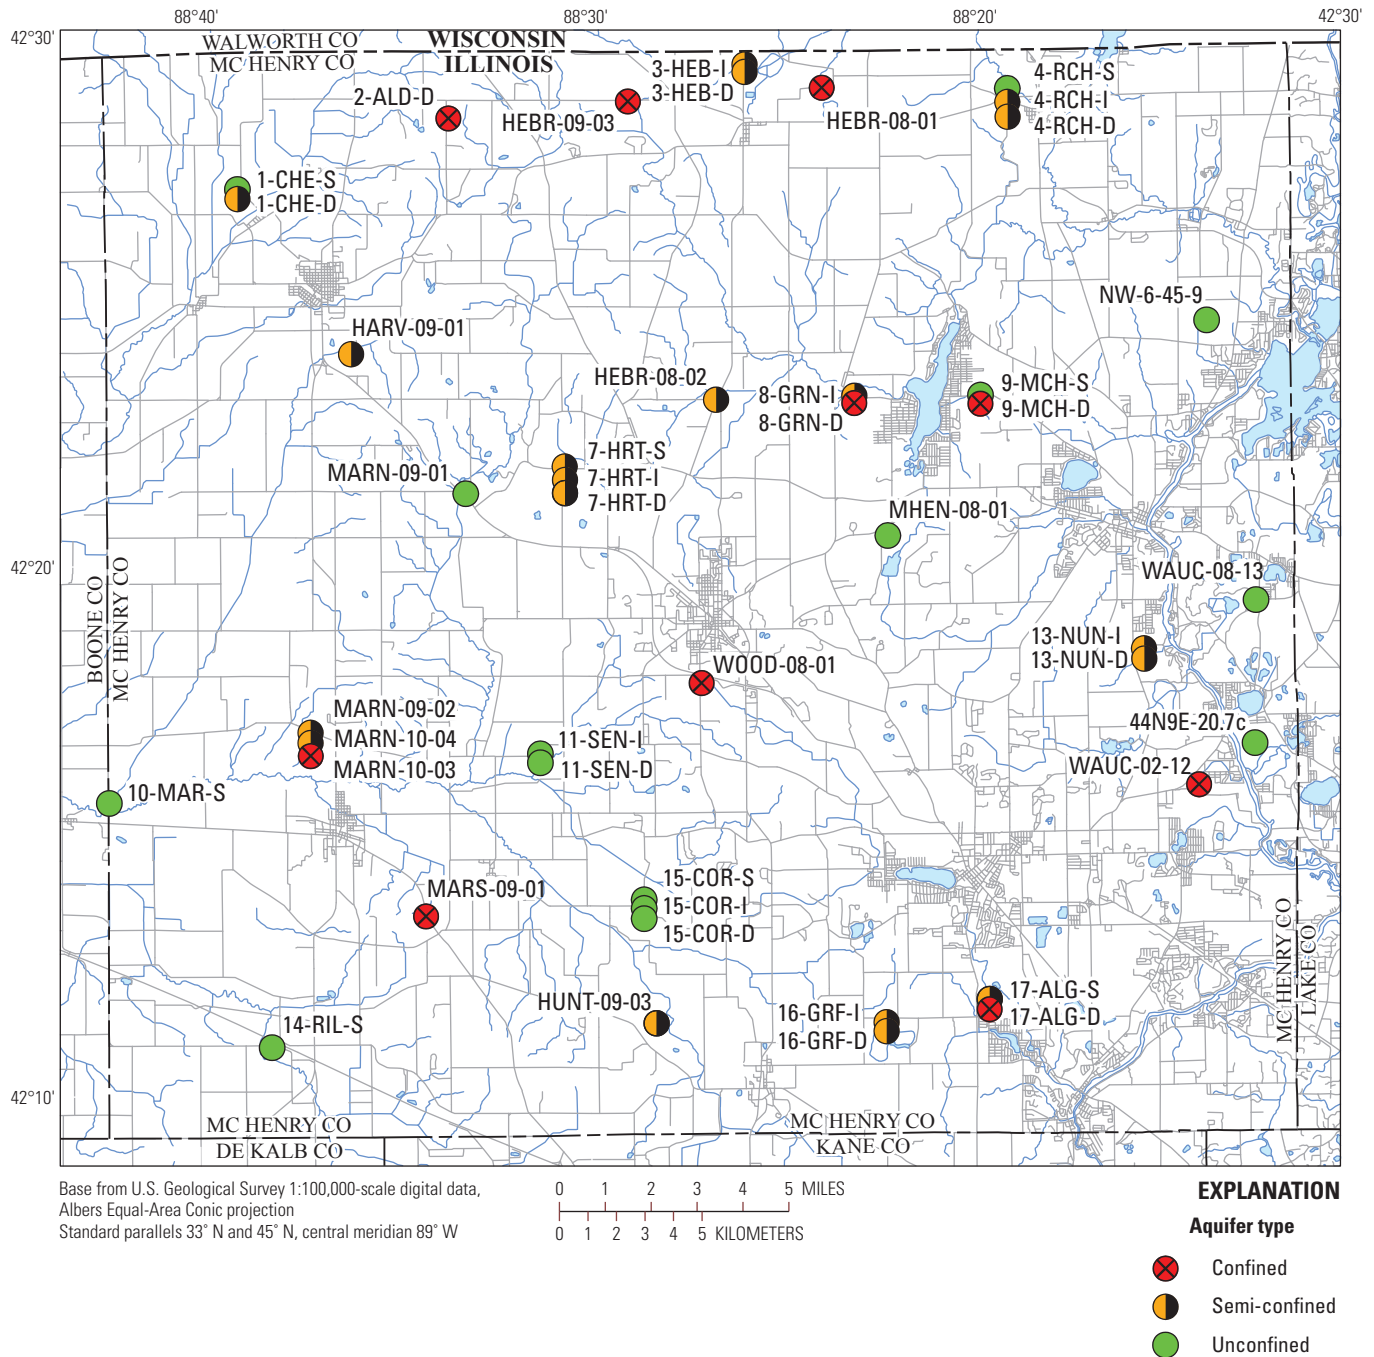 88°40' 88°30' 88°20' 42°30'
42°30'
WALWORTH CO WISCONSIN
MC HENRY CO ILLINOIS
3-HEB-I
3-HEB-D
4-RCH-S
4-RCH-I
4-RCH-D
2-ALD-D
HEBR-09-03
HEBR-08-01
1-CHE-S
1-CHE-D
NW-6-45-9
HARV-09-01
HEBR-08-02
8-GRN-I
8-GRN-D
9-MCH-S
9-MCH-D
7-HRT-S
7-HRT-I
7-HRT-D
MARN-09-01
MHEN-08-01
42°20'
WAUC-08-13
BOONE CO
MC HENRY CO
13-NUN-I
13-NUN-D
WOOD-08-01
MARN-09-02
MARN-10-04
MARN-10-03
11-SEN-I
11-SEN-D
44N9E-20.7c
WAUC-02-12
10-MAR-S
MARS-09-01
15-COR-S
15-COR-I
15-COR-D
MC HENRY CO
LAKE CO
HUNT-09-03
16-GRF-I
16-GRF-D
17-ALG-S
17-ALG-D
14-RIL-S
42°10'
MC HENRY CO
DE KALB CO
MC HENRY CO
KANE CO
Base from U.S. Geological Survey 1:100,000-scale digital data,
Albers Equal-Area Conic projection
Standard parallels 33° N and 45° N, central meridian 89° W
0 1 2 3 4 5 MILES
0 1 2 3 4 5 KILOMETERS
EXPLANATION
Aquifer type
Confined
Semi-confined
Unconfined